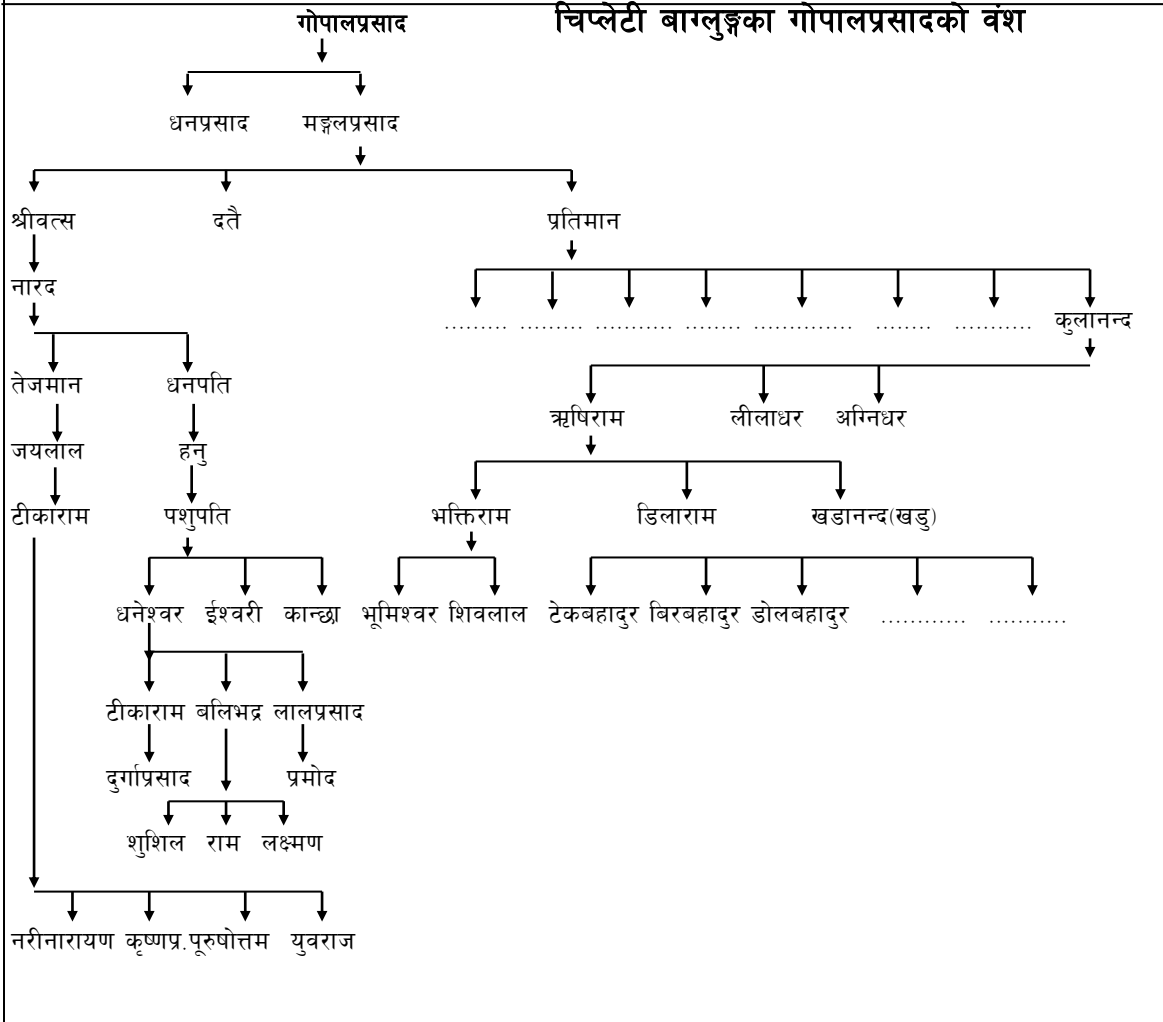 गोपालप्रसाद चिप्लेटी बाग्लुङ्गका गोपालप्रसादको वंश
धनप्रसाद मङ्गलप्रसाद
श्रीवत्स दतै प्रतिमान
नारद
......... ......... ........... ........ .............. ........ ........... कुलानन्द
तेजमान धनपति
ऋषिराम लीलाधर अग्निधर
जयलाल हनु
टीकाराम पशुपति भक्तिराम डिलाराम खडानन्द(खडु)
धनेश्वर ईश्वरी कान्छा भूमिश्वर शिवलाल टेकबहादुर बिरबहादुर डोलबहादुर ............ ...........
टीकाराम बलिभद्र लालप्रसाद
दुर्गाप्रसाद प्रमोद
शुशिल राम लक्ष्मण
नरीनारायण कृष्णप्र. पूरुषोत्तम युवराज